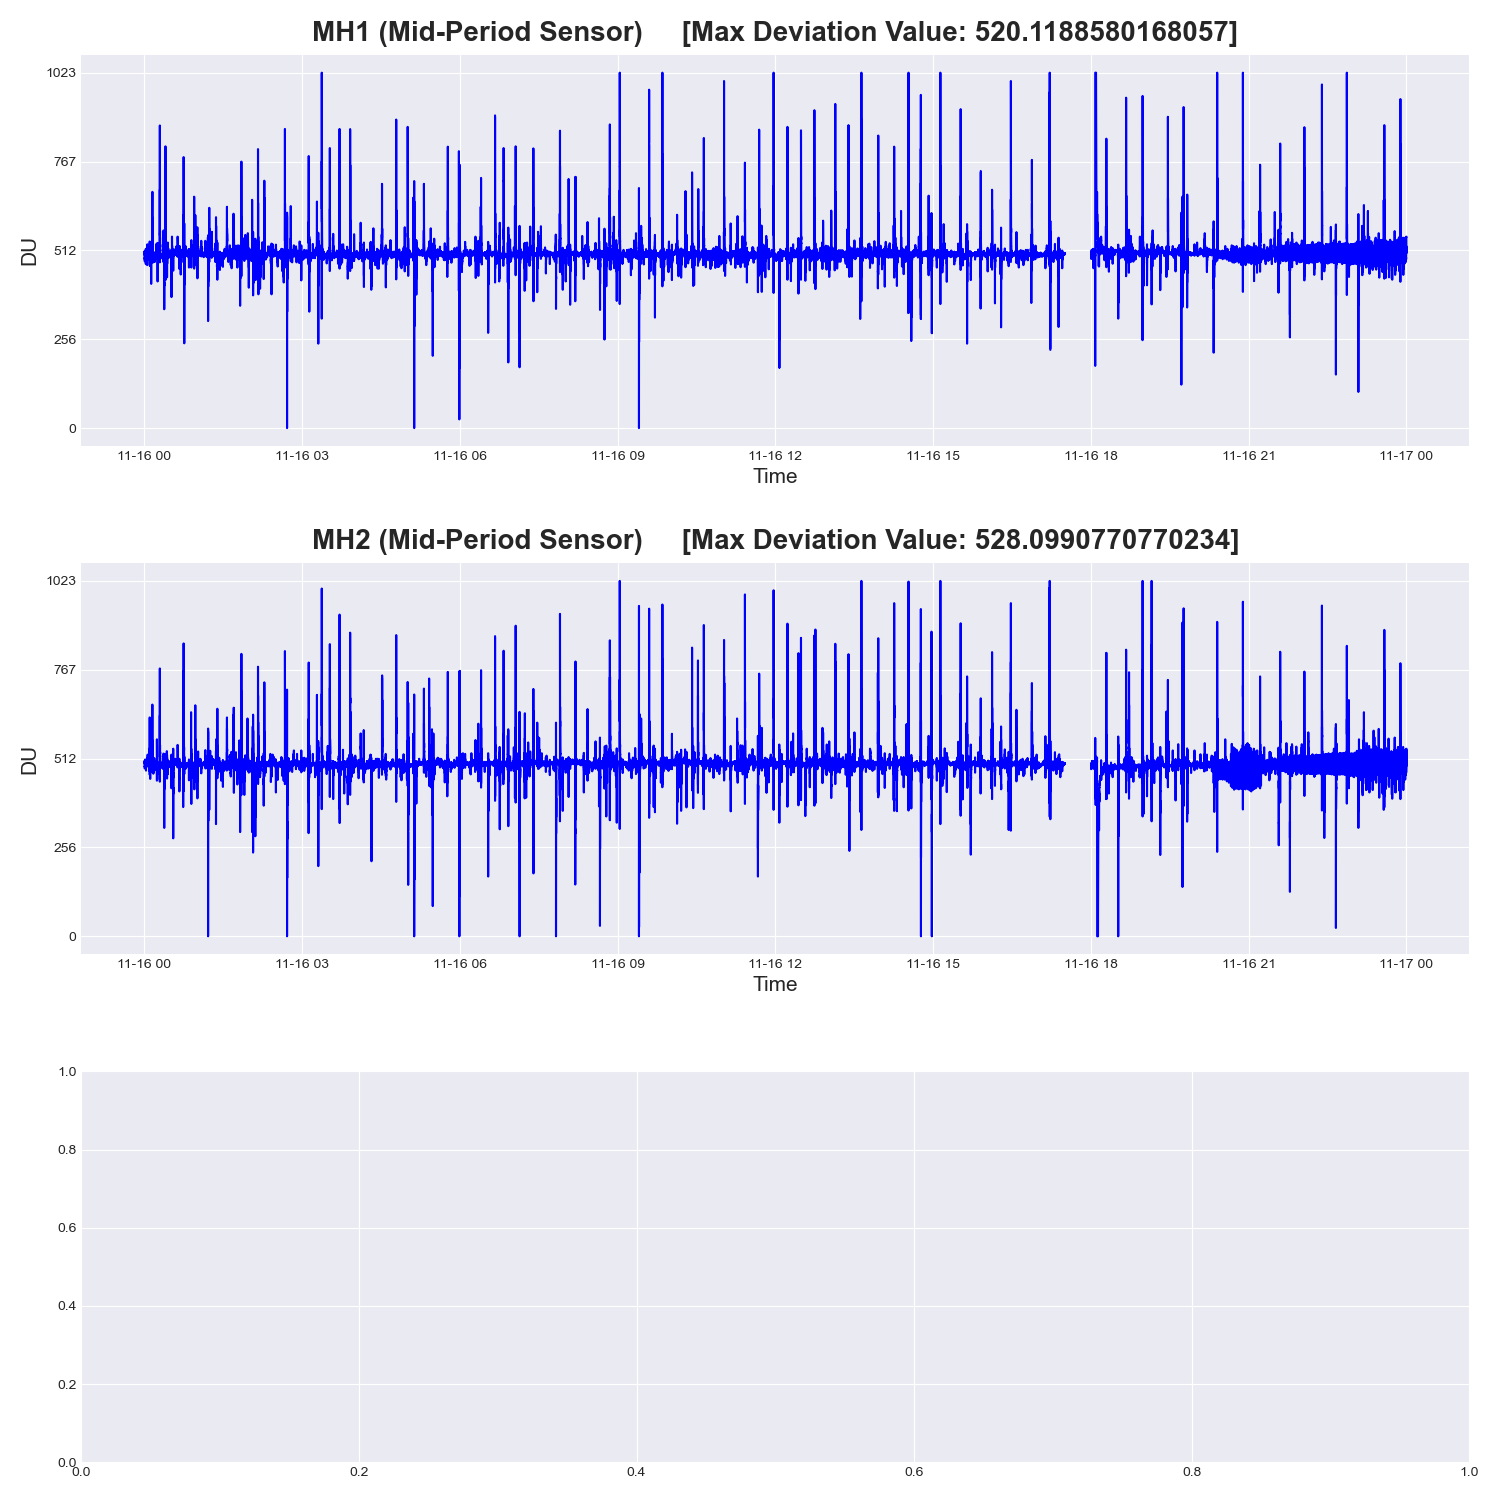 MH1 (Mid-Period Sensor) [Max Deviation Value: 520.1188580168057]
1023
767
512
256
0
DU
11-16 00 11-16 03 11-16 06 11-16 09 11-16 12 11-16 15 11-16 18 11-16 21 11-17 00
Time
MH2 (Mid-Period Sensor) [Max Deviation Value: 528.0990770770234]
1023
767
512
256
0
DU
11-16 00 11-16 03 11-16 06 11-16 09 11-16 12 11-16 15 11-16 18 11-16 21 11-17 00
Time
1.0
0.8
0.6
0.4
0.2
0.0
0.0 0.2 0.4 0.6 0.8 1.0